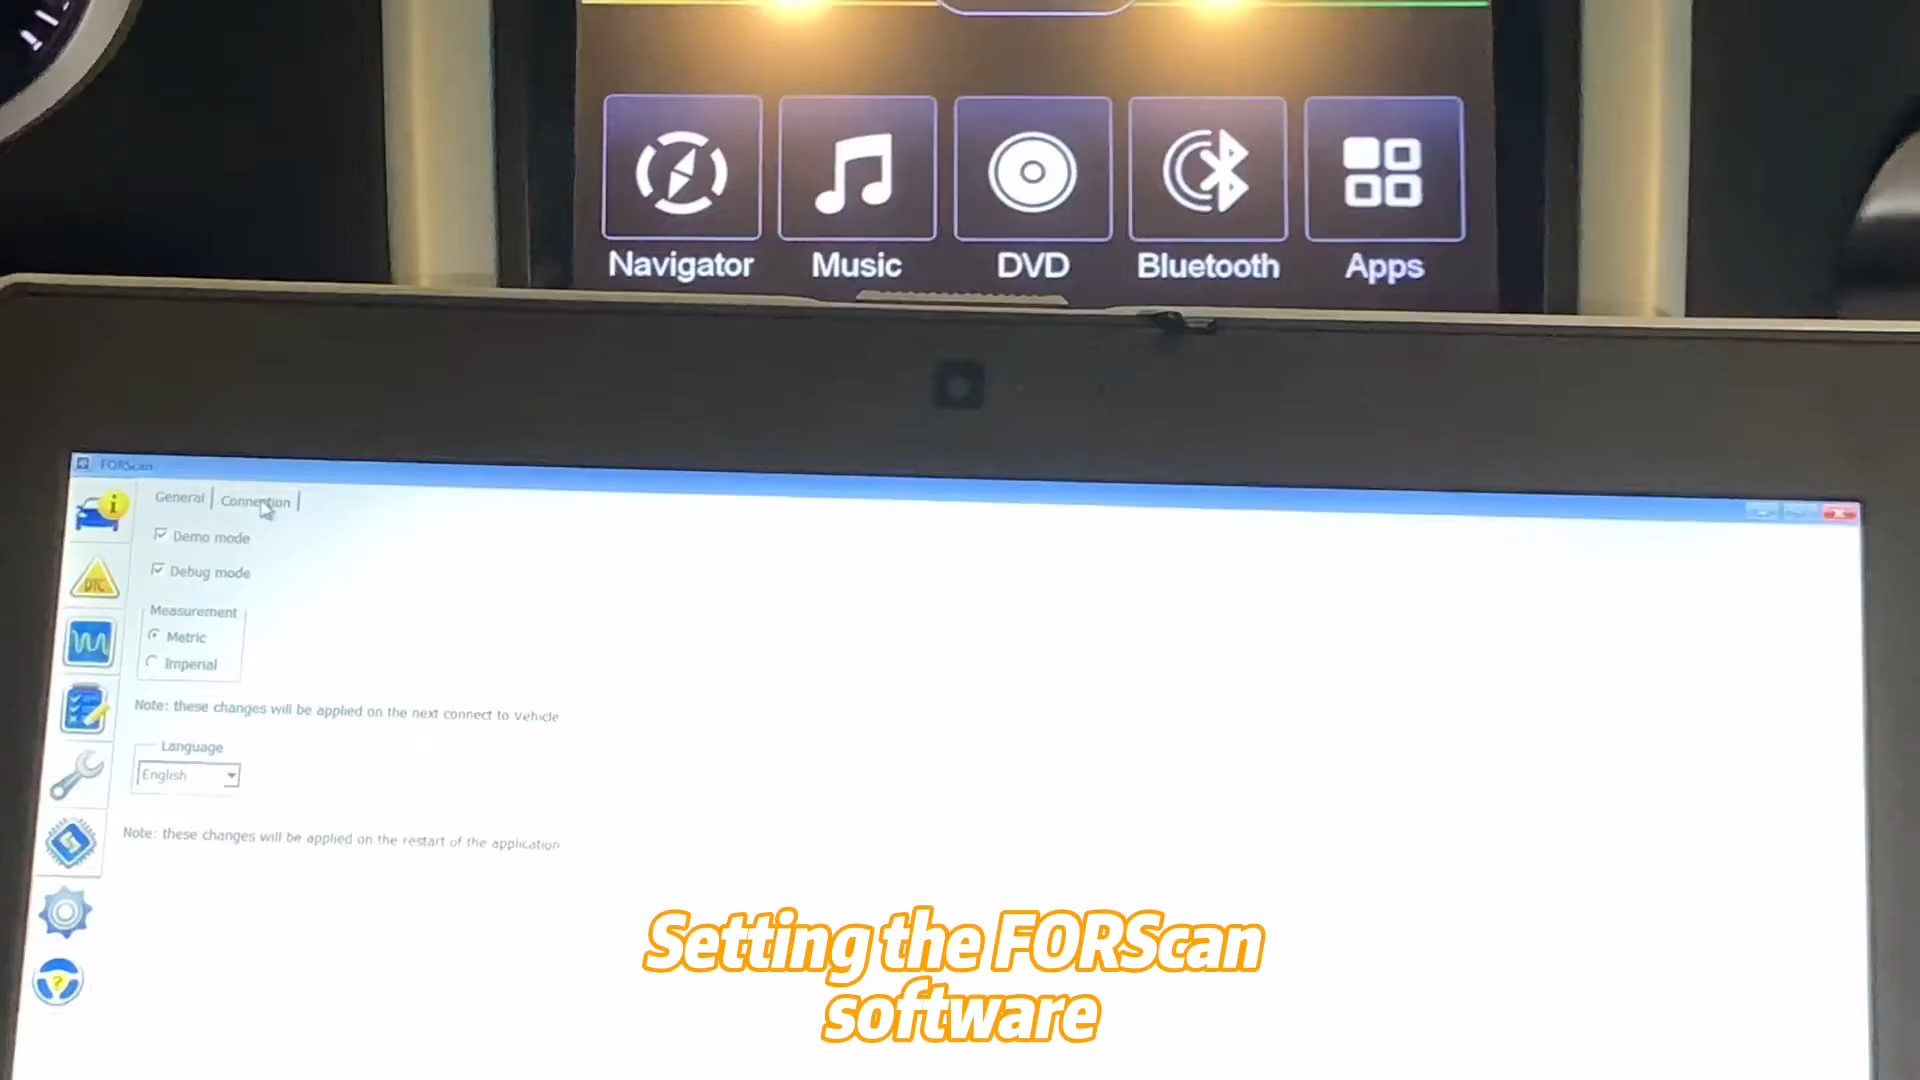 Navigator Music DVD Bluetooth Apps
FORScan
General Connection
Demo mode
Debug mode
Measurement
Metric
Imperial
Note: these changes will be applied on the next connect to vehicle
Language
English
Note: these changes will be applied on the restart of the application
DTC
Setting the FORScan
software